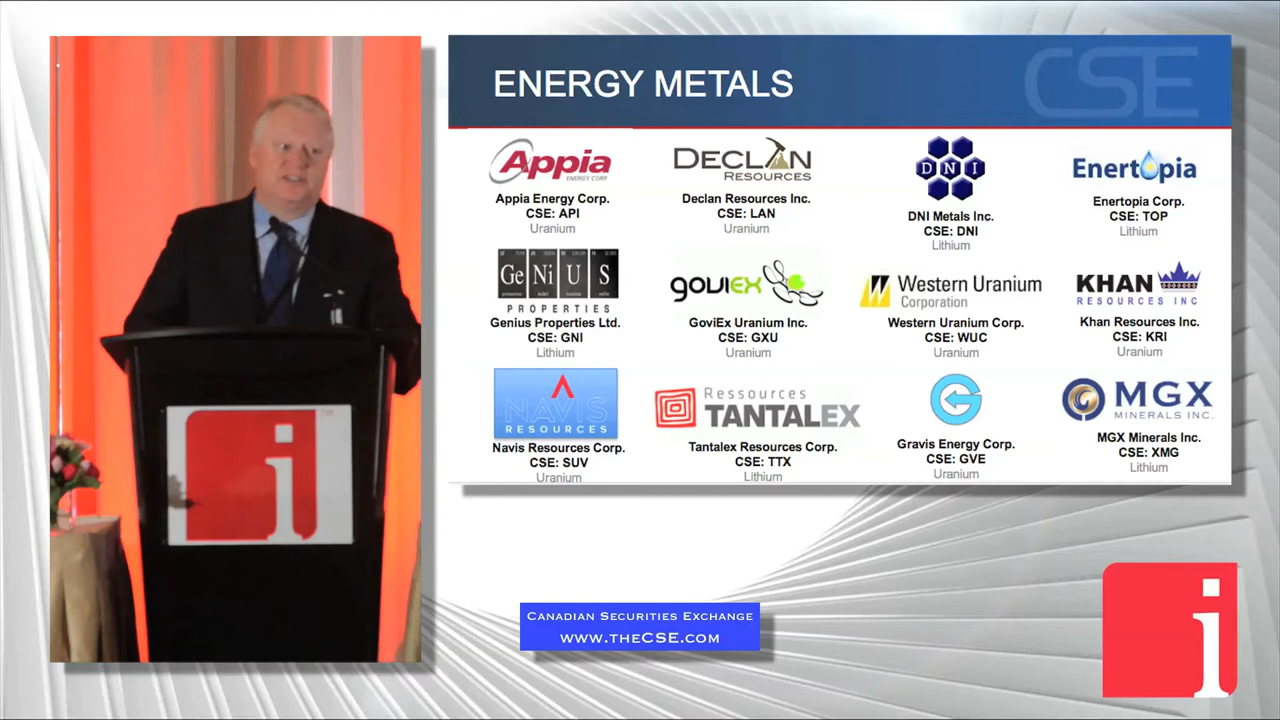 ENERGY METALS
CSE
Appia
ENERGY CORP.
Appia Energy Corp.
CSE: API
Uranium
DECLAN
RESOURCES
Declan Resources Inc.
CSE: LAN
Uranium
DNI
DNI Metals Inc.
CSE: DNI
Lithium
Enertopia
Enertopia Corp.
CSE: TOP
Lithium
GeNiUS
PROPERTIES
Genius Properties Ltd.
CSE: GNI
Lithium
GOVIEX
GoviEx Uranium Inc.
CSE: GXU
Uranium
Western Uranium
Corporation
Western Uranium Corp.
CSE: WUC
Uranium
KHAN
RESOURCES INC
Khan Resources Inc.
CSE: KRI
Uranium
NAVIS
RESOURCES
Navis Resources Corp.
CSE: SUV
Uranium
Ressources
TANTALEX
Tantalex Resources Corp.
CSE: TTX
Lithium
G
Gravis Energy Corp.
CSE: GVE
Uranium
MGX
MINERALS INC.
MGX Minerals Inc.
CSE: XMG
Lithium
i
TM
CANADIAN SECURITIES EXCHANGE
WWW.THECSE.COM
i